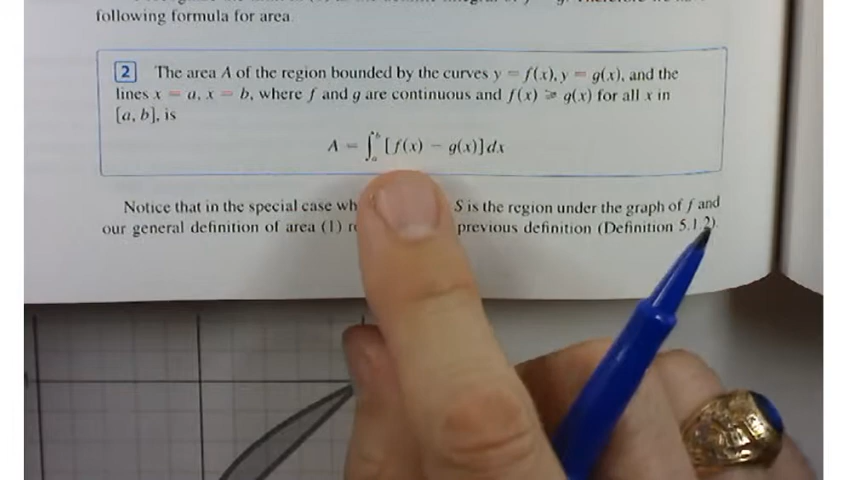 following formula for area.
2 The area A of the region bounded by the curves y = f(x), y = g(x), and the
lines x = a, x = b, where f and g are continuous and f(x) ⩾ g(x) for all x in
[a, b], is
A = ∫ₐᵇ [f(x) − g(x)] dx
Notice that in the special case wh S is the region under the graph of f and
our general definition of area (1) r previous definition (Definition 5.1.2).